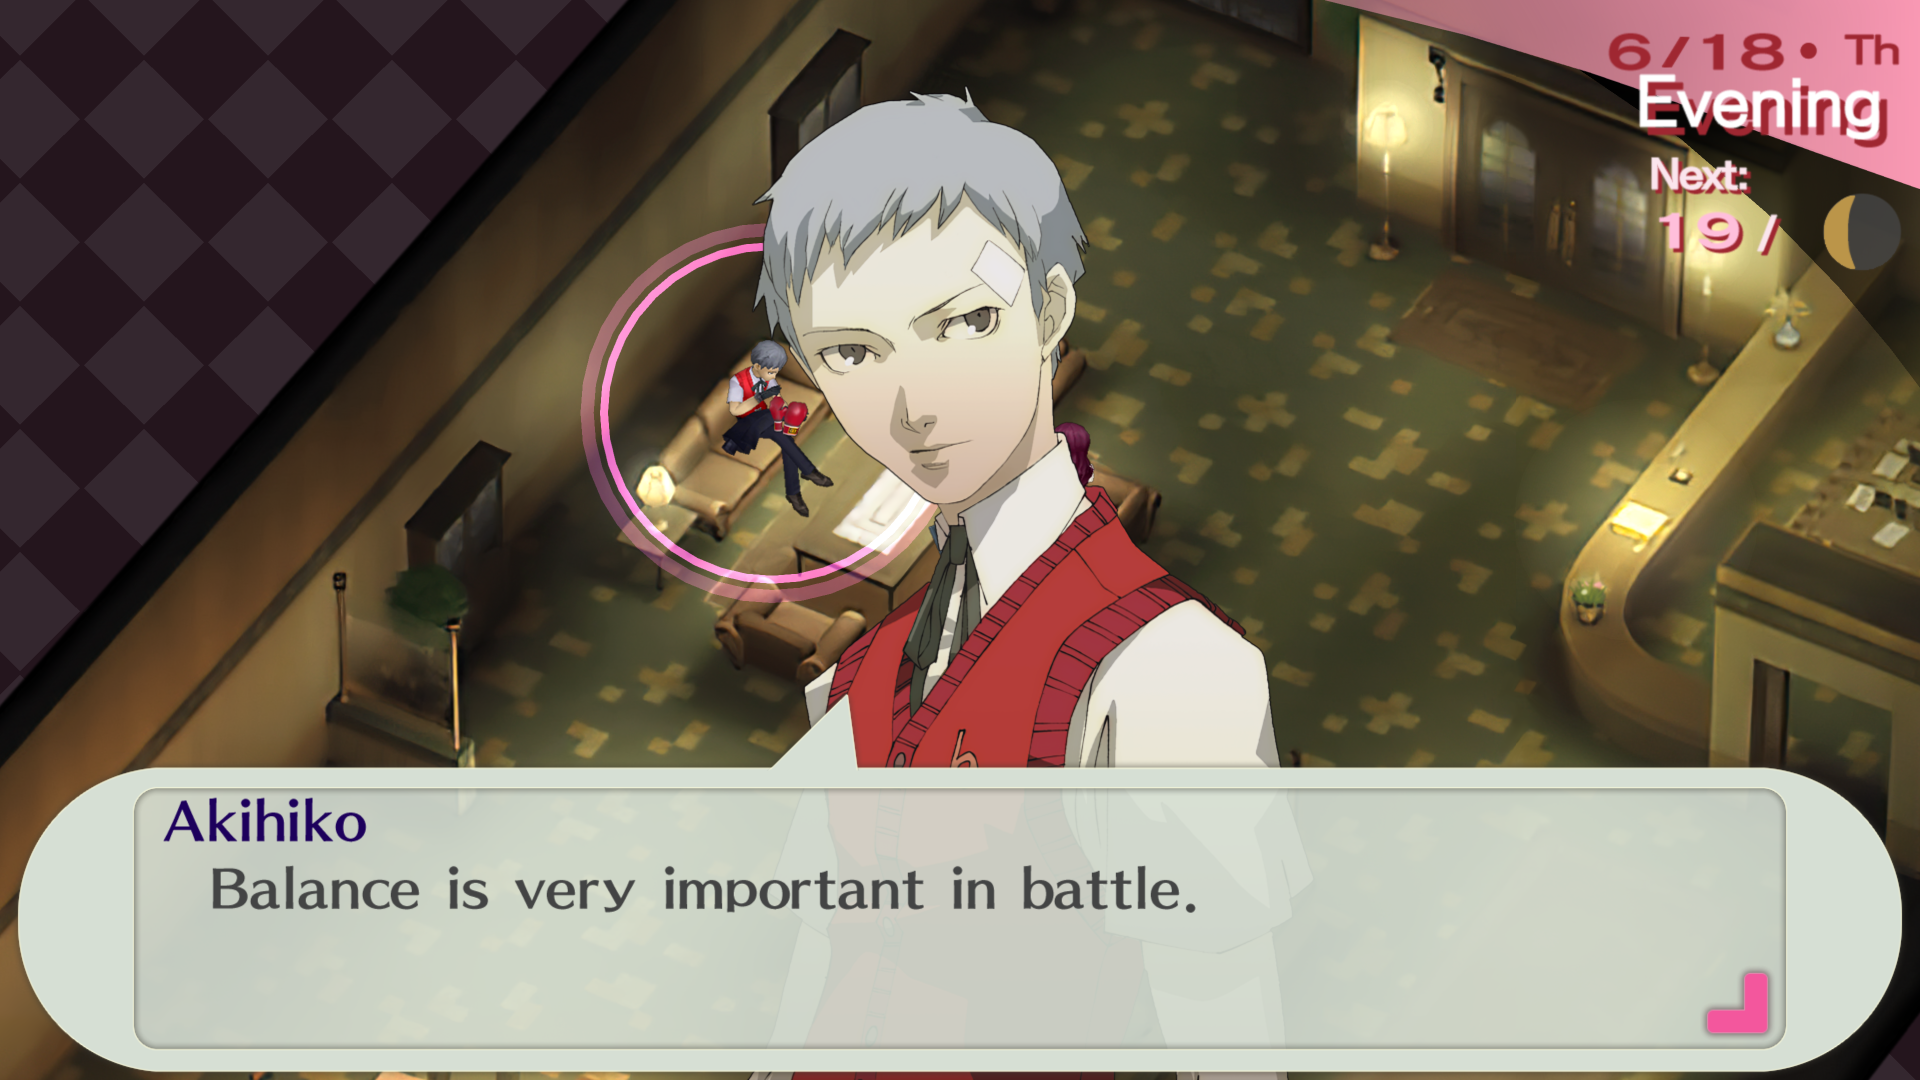 6/18• Th
Evening
Next:
19/
Akihiko
Balance is very important in battle.